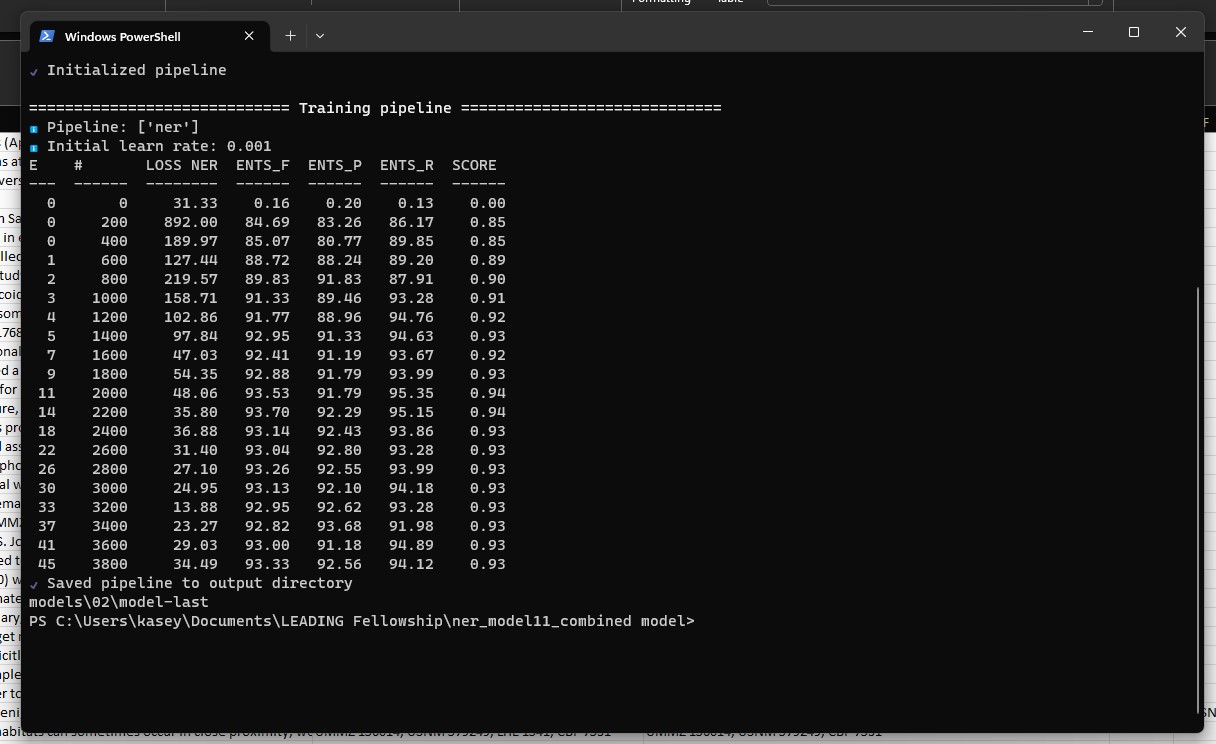 Windows PowerShell
✓ Initialized pipeline
============================= Training pipeline =============================
ℹ Pipeline: ['ner']
ℹ Initial learn rate: 0.001
E    #       LOSS NER  ENTS_F  ENTS_P  ENTS_R  SCORE
---  ------  --------  ------  ------  ------  ------
  0       0     31.33    0.16    0.20    0.13    0.00
  0     200    892.00   84.69   83.26   86.17    0.85
  0     400    189.97   85.07   80.77   89.85    0.85
  1     600    127.44   88.72   88.24   89.20    0.89
  2     800    219.57   89.83   91.83   87.91    0.90
  3    1000    158.71   91.33   89.46   93.28    0.91
  4    1200    102.86   91.77   88.96   94.76    0.92
  5    1400     97.84   92.95   91.33   94.63    0.93
  7    1600     47.03   92.41   91.19   93.67    0.92
  9    1800     54.35   92.88   91.79   93.99    0.93
 11    2000     48.06   93.53   91.79   95.35    0.94
 14    2200     35.80   93.70   92.29   95.15    0.94
 18    2400     36.88   93.14   92.43   93.86    0.93
 22    2600     31.40   93.04   92.80   93.28    0.93
 26    2800     27.10   93.26   92.55   93.99    0.93
 30    3000     24.95   93.13   92.10   94.18    0.93
 33    3200     13.88   92.95   92.62   93.28    0.93
 37    3400     23.27   92.82   93.68   91.98    0.93
 41    3600     29.03   93.00   91.18   94.89    0.93
 45    3800     34.49   93.33   92.56   94.12    0.93
✓ Saved pipeline to output directory
models\02\model-last
PS C:\Users\kasey\Documents\LEADING Fellowship\ner_model11_combined model>